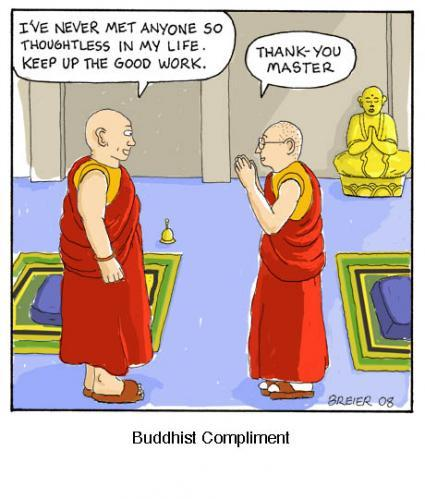 I'VE NEVER MET ANYONE SO
THOUGHTLESS IN MY LIFE.
KEEP UP THE GOOD WORK.
THANK-YOU
MASTER
BREIER 08
Buddhist Compliment